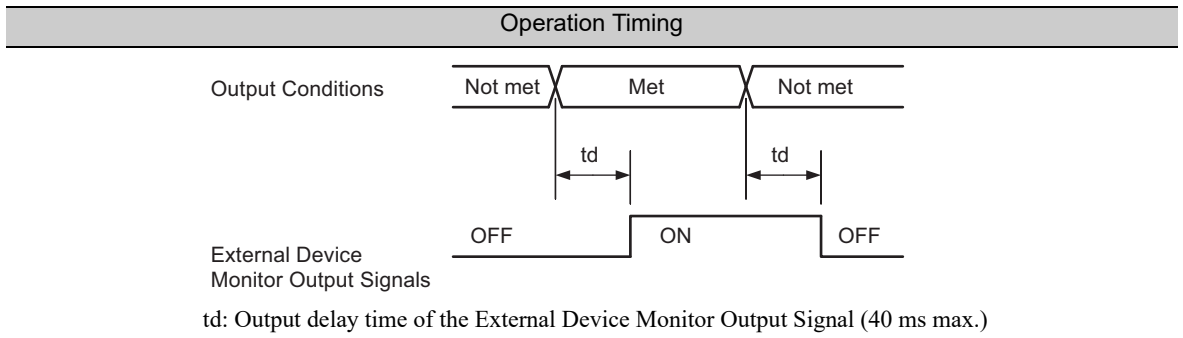 Operation Timing
Output Conditions
Not met
Met
Not met
td
td
OFF
ON
OFF
External Device
Monitor Output Signals
td: Output delay time of the External Device Monitor Output Signal (40 ms max.)